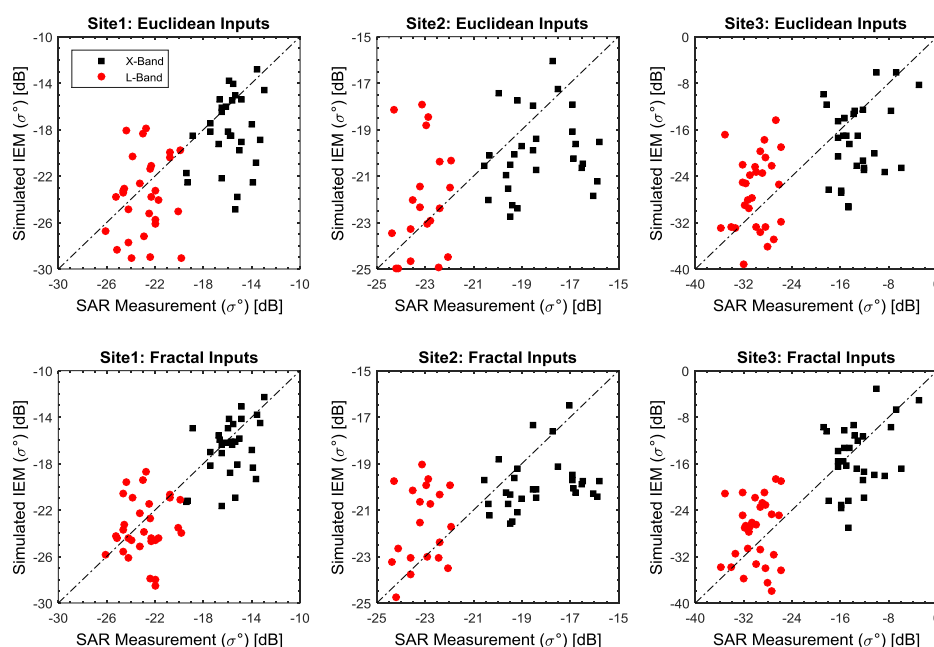 Site1: Euclidean Inputs
Site2: Euclidean Inputs
Site3: Euclidean Inputs
Simulated IEM (σ°) [dB]
-10
-14
-18
-22
-26
-30
X-Band
L-Band
-30 -26 -22 -18 -14 -10
SAR Measurement (σ°) [dB]
Simulated IEM (σ°) [dB]
-15
-17
-19
-21
-23
-25
-25 -23 -21 -19 -17 -15
SAR Measurement (σ°) [dB]
Simulated IEM (σ°) [dB]
0
-8
-16
-24
-32
-40
-40 -32 -24 -16 -8 0
SAR Measurement (σ°) [dB]
Site1: Fractal Inputs
Site2: Fractal Inputs
Site3: Fractal Inputs
Simulated IEM (σ°) [dB]
-10
-14
-18
-22
-26
-30
-30 -26 -22 -18 -14 -10
SAR Measurement (σ°) [dB]
Simulated IEM (σ°) [dB]
-15
-17
-19
-21
-23
-25
-25 -23 -21 -19 -17 -15
SAR Measurement (σ°) [dB]
Simulated IEM (σ°) [dB]
0
-8
-16
-24
-32
-40
-40 -32 -24 -16 -8 0
SAR Measurement (σ°) [dB]